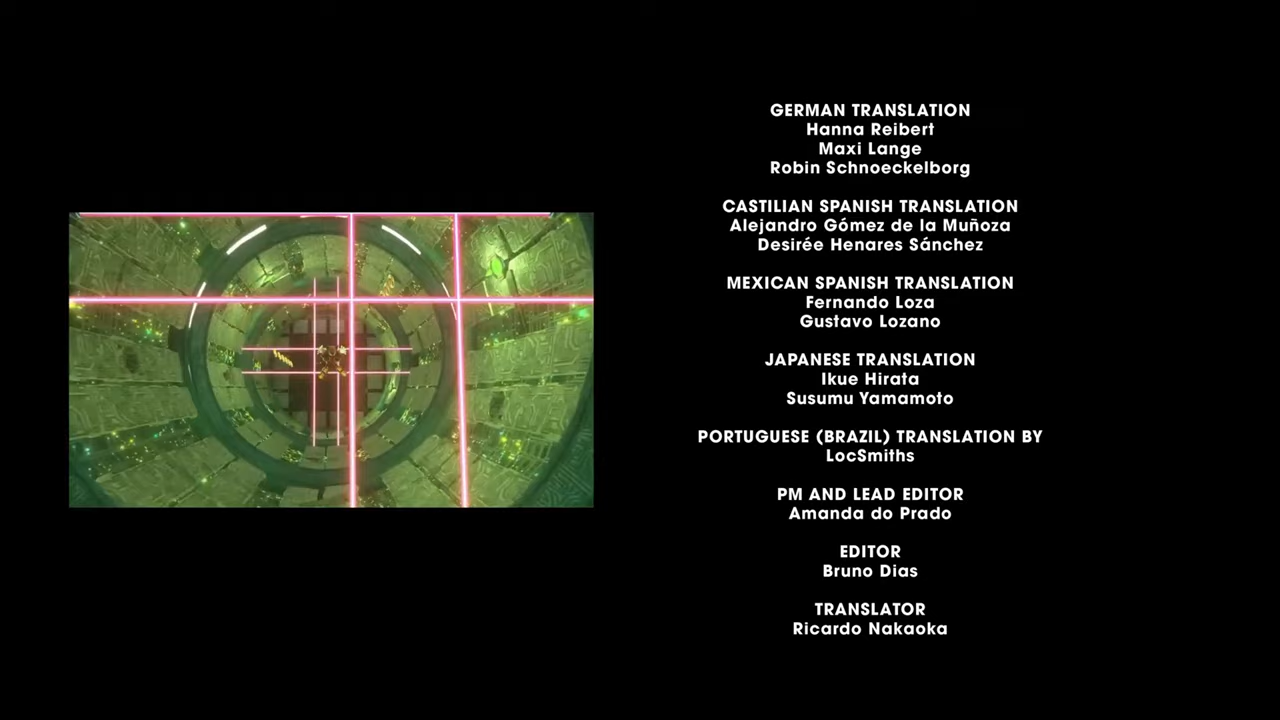 GERMAN TRANSLATION
Hanna Reibert
Maxi Lange
Robin Schnoeckelborg
CASTILIAN SPANISH TRANSLATION
Alejandro Gómez de la Muñoza
Desirée Henares Sánchez
MEXICAN SPANISH TRANSLATION
Fernando Loza
Gustavo Lozano
JAPANESE TRANSLATION
Ikue Hirata
Susumu Yamamoto
PORTUGUESE (BRAZIL) TRANSLATION BY
LocSmiths
PM AND LEAD EDITOR
Amanda do Prado
EDITOR
Bruno Dias
TRANSLATOR
Ricardo Nakaoka